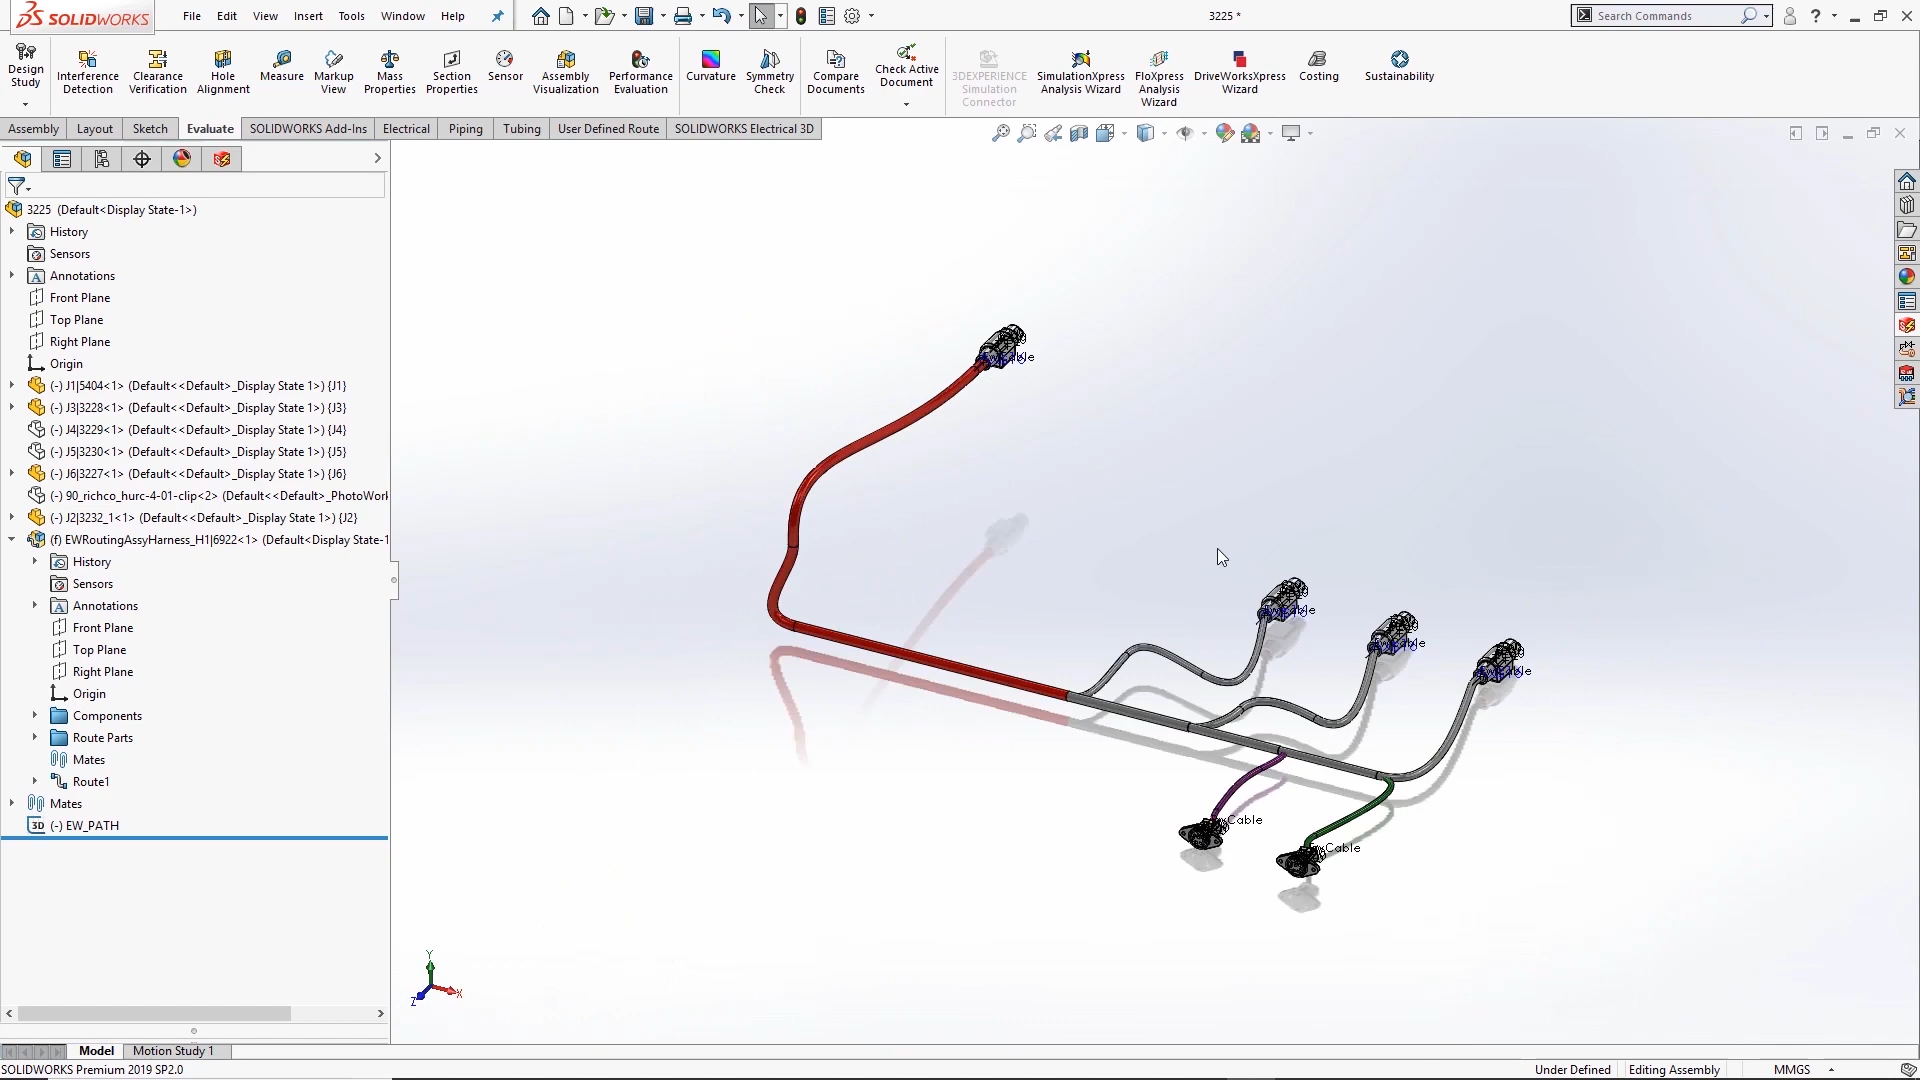 SOLIDWORKS File Edit View Insert Tools Window Help 3225 * Search Commands ?
Design Study
Interference Detection
Clearance Verification
Hole Alignment
Measure
Markup View
Mass Properties
Section Properties
Sensor
Assembly Visualization
Performance Evaluation
Curvature
Symmetry Check
Compare Documents
Check Active Document
3DEXPERIENCE Simulation Connector
SimulationXpress Analysis Wizard
FloXpress Analysis Wizard
DriveWorksXpress Wizard
Costing
Sustainability
Assembly Layout Sketch Evaluate SOLIDWORKS Add-Ins Electrical Piping Tubing User Defined Route SOLIDWORKS Electrical 3D
3225 (Default<Display State-1>)
History
Sensors
Annotations
Front Plane
Top Plane
Right Plane
Origin
(-) J1|5404<1> (Default<<Default>_Display State 1>) {J1}
(-) J3|3228<1> (Default<<Default>_Display State 1>) {J3}
(-) J4|3229<1> (Default<<Default>_Display State 1>) {J4}
(-) J5|3230<1> (Default<<Default>_Display State 1>) {J5}
(-) J6|3227<1> (Default<<Default>_Display State 1>) {J6}
(-) 90_richco_hurc-4-01-clip<2> (Default<<Default>_PhotoWork
(-) J2|3232_1<1> (Default<<Default>_Display State 1>) {J2}
(f) EWRoutingAssyHarness_H1|6922<1> (Default<Display State-1
History
Sensors
Annotations
Front Plane
Top Plane
Right Plane
Origin
Components
Route Parts
Mates
Route1
Mates
3D (-) EW_PATH
Cable
Cable
Y
X
Z
Model Motion Study 1
SOLIDWORKS Premium 2019 SP2.0 Under Defined Editing Assembly MMGS